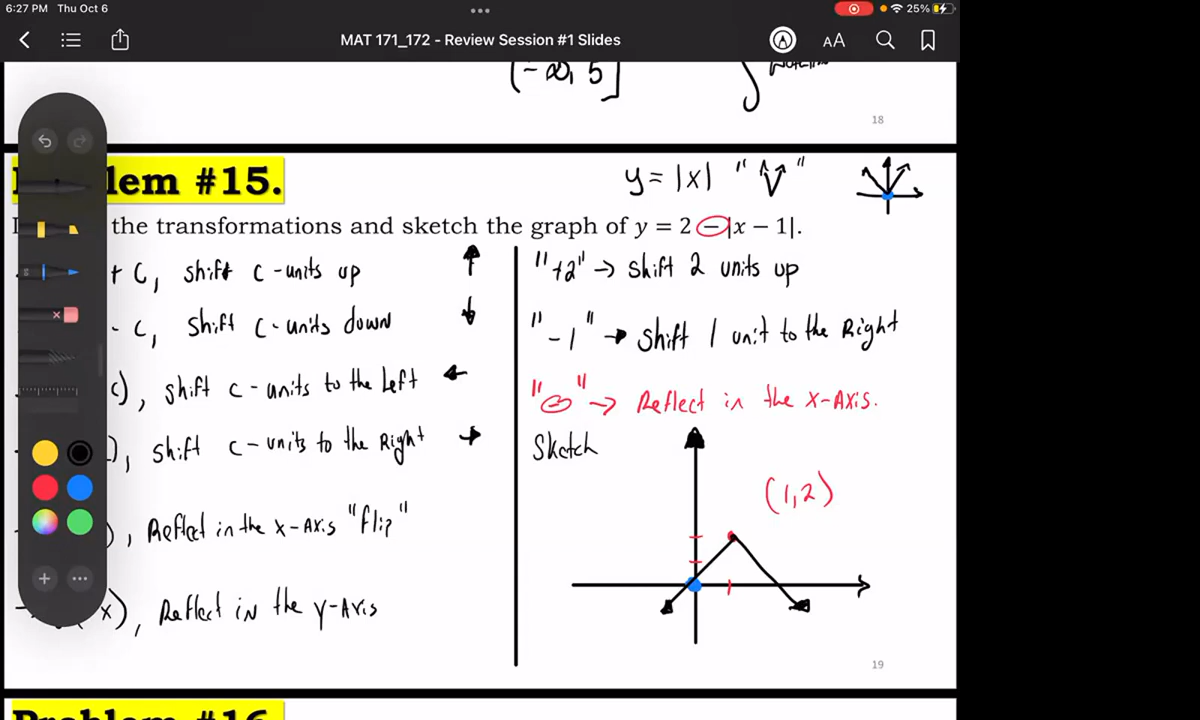 6:27 PM Thu Oct 6
25%
MAT 171_172 - Review Session #1 Slides
AA
(-∞, 5]
18
lem #15.
y = |x| "V"
the transformations and sketch the graph of y = 2 − |x − 1|.
+ C, shift c-units up ↑
- C, shift c-units down ↓
c), shift c-units to the left ←
), shift c-units to the Right →
), Reflect in the x-Axis "flip"
x), Reflect in the y-Axis
"+2" → shift 2 units up
"-1" → shift 1 unit to the Right
"-" → Reflect in the x-Axis.
Sketch
(1,2)
19
Problem #16.